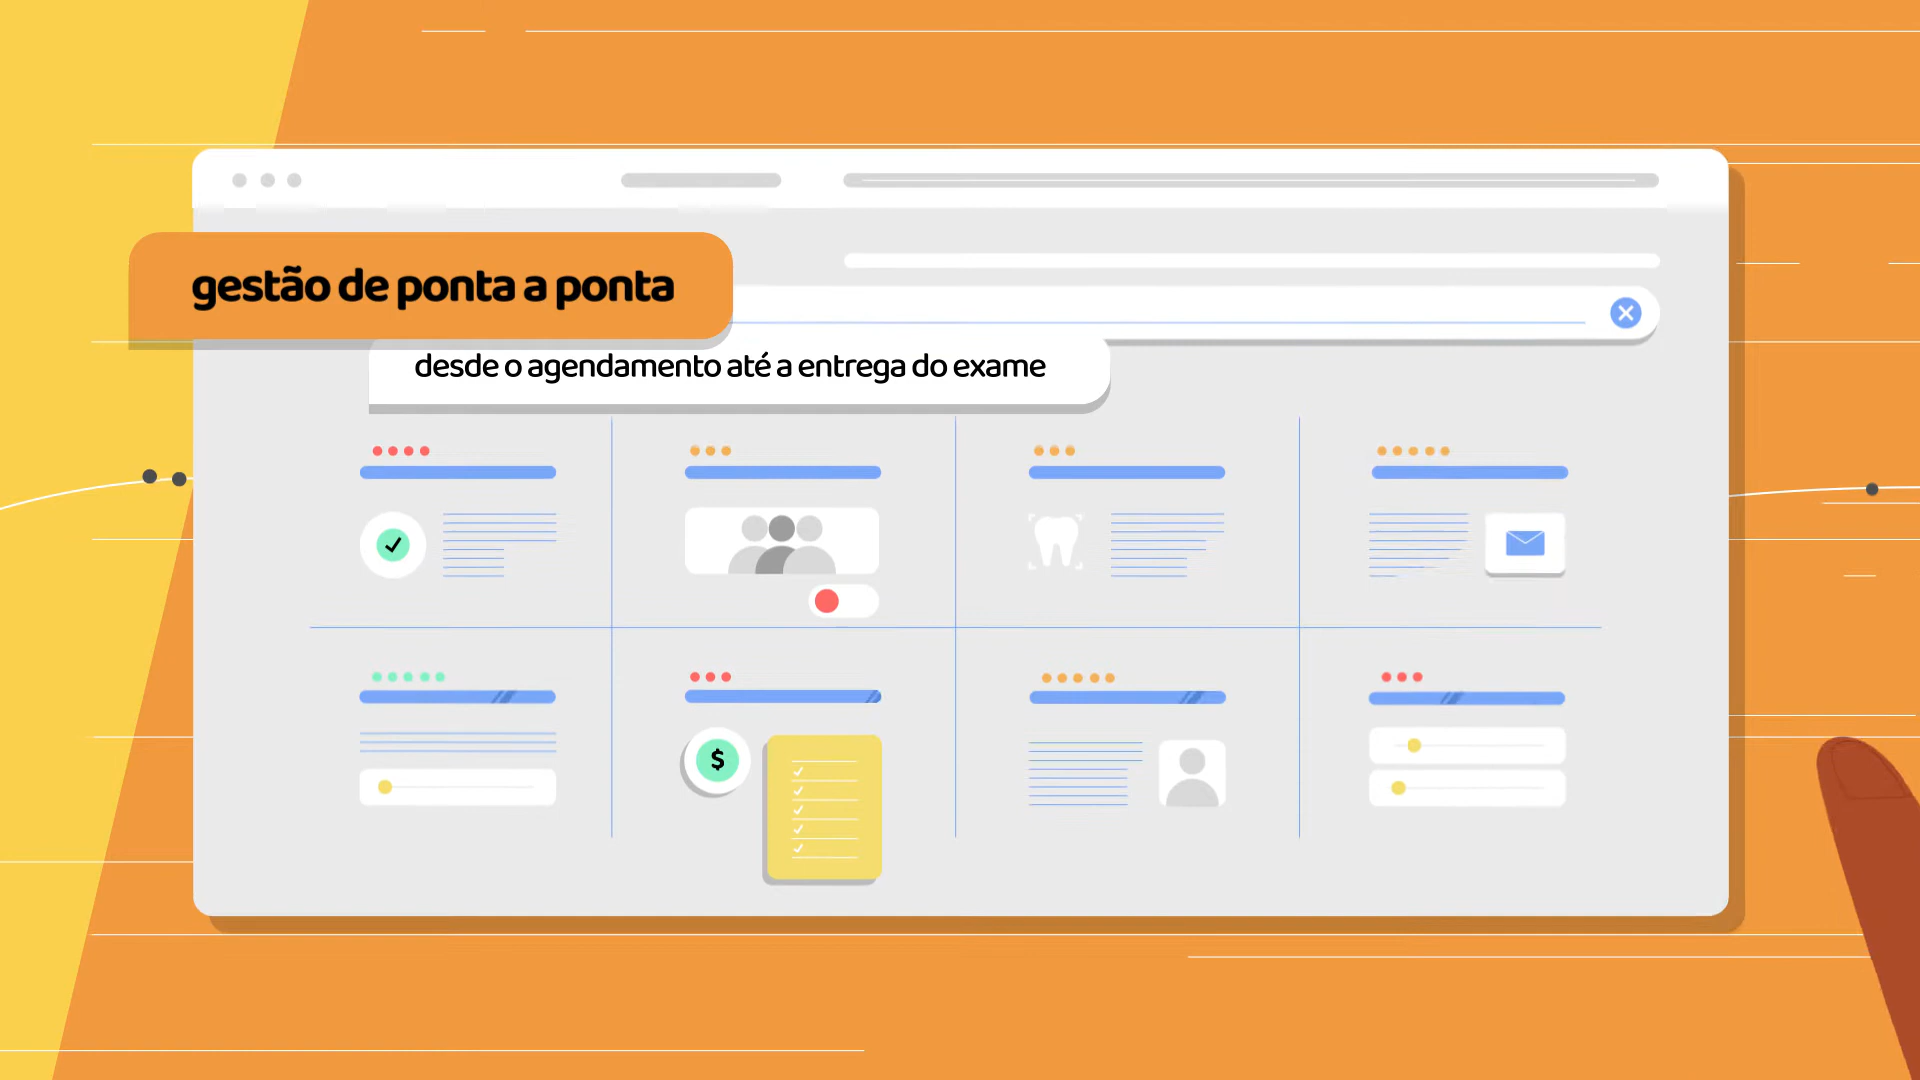 gestão de ponta a ponta
desde o agendamento até a entrega do exame
$